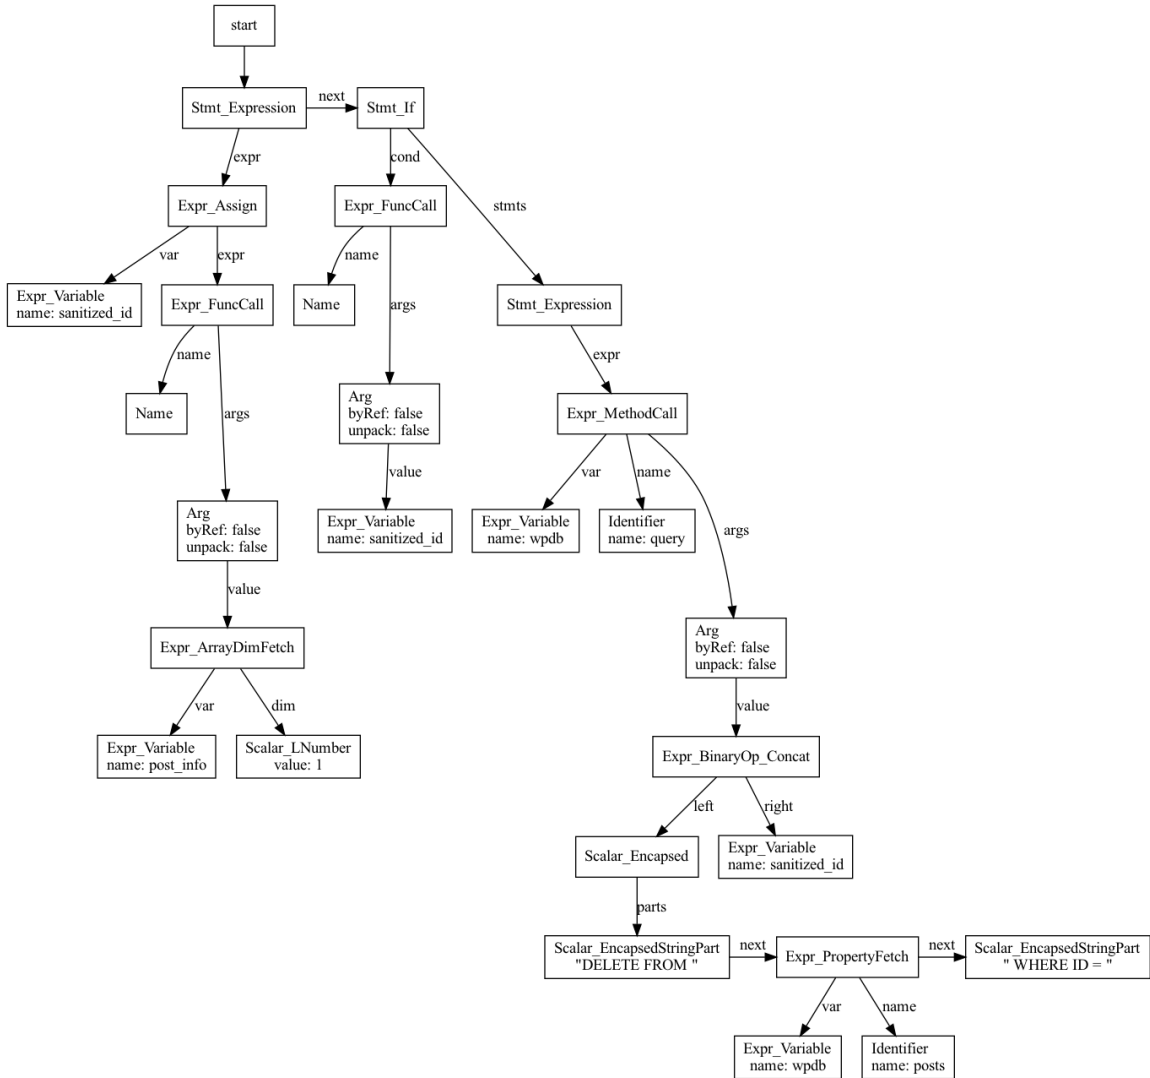 start
Stmt_Expression
next
Stmt_If
expr
cond
Expr_Assign
Expr_FuncCall
stmts
var
expr
name
Expr_Variable
name: sanitized_id
Expr_FuncCall
Name
args
Stmt_Expression
name
expr
Name
args
Arg
byRef: false
unpack: false
Expr_MethodCall
value
var
name
Arg
byRef: false
unpack: false
Expr_Variable
name: sanitized_id
Expr_Variable
name: wpdb
Identifier
name: query
args
value
Expr_ArrayDimFetch
Arg
byRef: false
unpack: false
var
dim
value
Expr_Variable
name: post_info
Scalar_LNumber
value: 1
Expr_BinaryOp_Concat
left
right
Scalar_Encapsed
Expr_Variable
name: sanitized_id
parts
Scalar_EncapsedStringPart
"DELETE FROM "
next
Expr_PropertyFetch
next
Scalar_EncapsedStringPart
" WHERE ID = "
var
name
Expr_Variable
name: wpdb
Identifier
name: posts